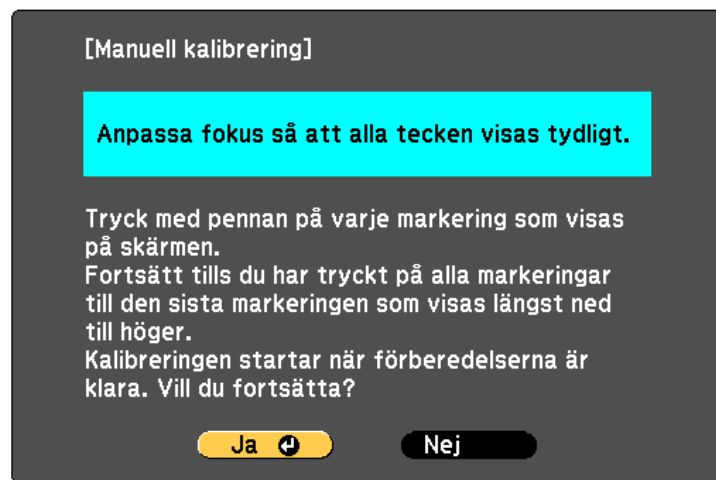 [Manuell kalibrering]
Anpassa fokus så att alla tecken visas tydligt.
Tryck med pennan på varje markering som visas
på skärmen.
Fortsätt tills du har tryckt på alla markeringar
till den sista markeringen som visas längst ned
till höger.
Kalibreringen startar när förberedelserna är
klara. Vill du fortsätta?
Ja Nej